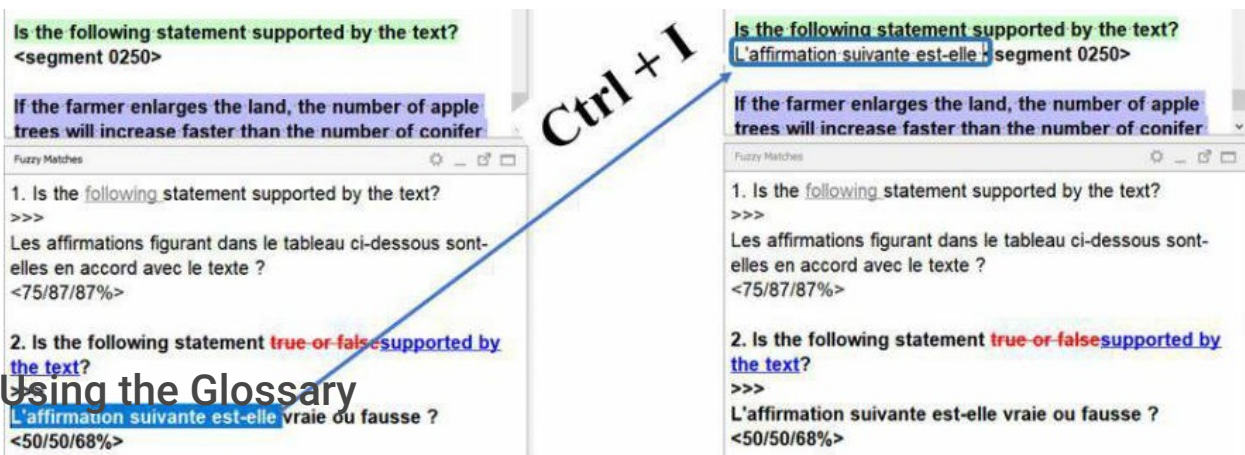 Is the following statement supported by the text?
<segment 0250>
If the farmer enlarges the land, the number of apple
trees will increase faster than the number of conifer
Fuzzy Matches
1. Is the following statement supported by the text?
>>>
Les affirmations figurant dans le tableau ci-dessous sont-
elles en accord avec le texte ?
<75/87/87%>
2. Is the following statement true or falsesupported by
the text?
>>>
Using the Glossary
L'affirmation suivante est-elle vraie ou fausse ?
<50/50/68%>
Ctrl + I
Is the following statement supported by the text?
L'affirmation suivante est-elle segment 0250>
If the farmer enlarges the land, the number of apple
trees will increase faster than the number of conifer
Fuzzy Matches
1. Is the following statement supported by the text?
>>>
Les affirmations figurant dans le tableau ci-dessous sont-
elles en accord avec le texte ?
<75/87/87%>
2. Is the following statement true or falsesupported by
the text?
>>>
L'affirmation suivante est-elle vraie ou fausse ?
<50/50/68%>